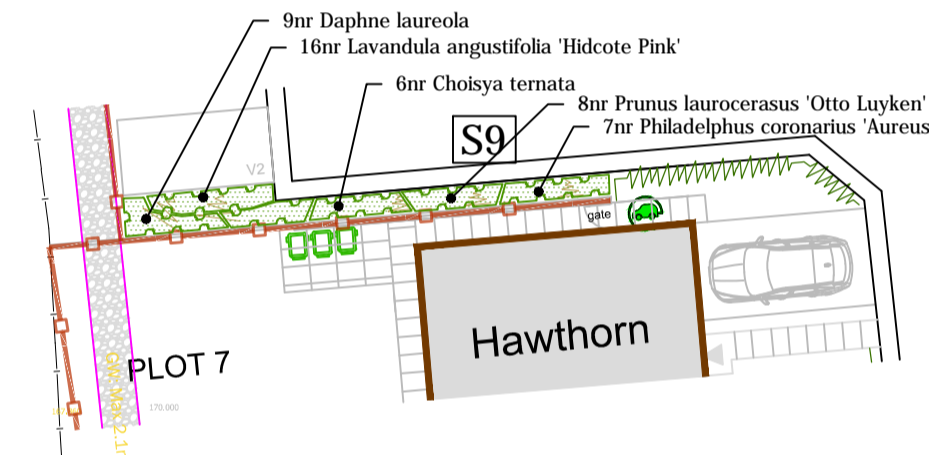 9nr Daphne laureola
16nr Lavandula angustifolia 'Hidcote Pink'
6nr Choisya ternata
8nr Prunus laurocerasus 'Otto Luyken'
7nr Philadelphus coronarius 'Aureus
S9
V2
gate
Hawthorn
PLOT 7
170.000